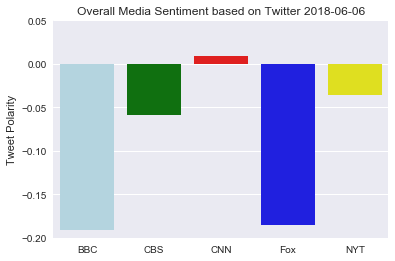 Overall Media Sentiment based on Twitter 2018-06-06
Tweet Polarity
0.05
0.00
−0.05
−0.10
−0.15
−0.20
BBC CBS CNN Fox NYT